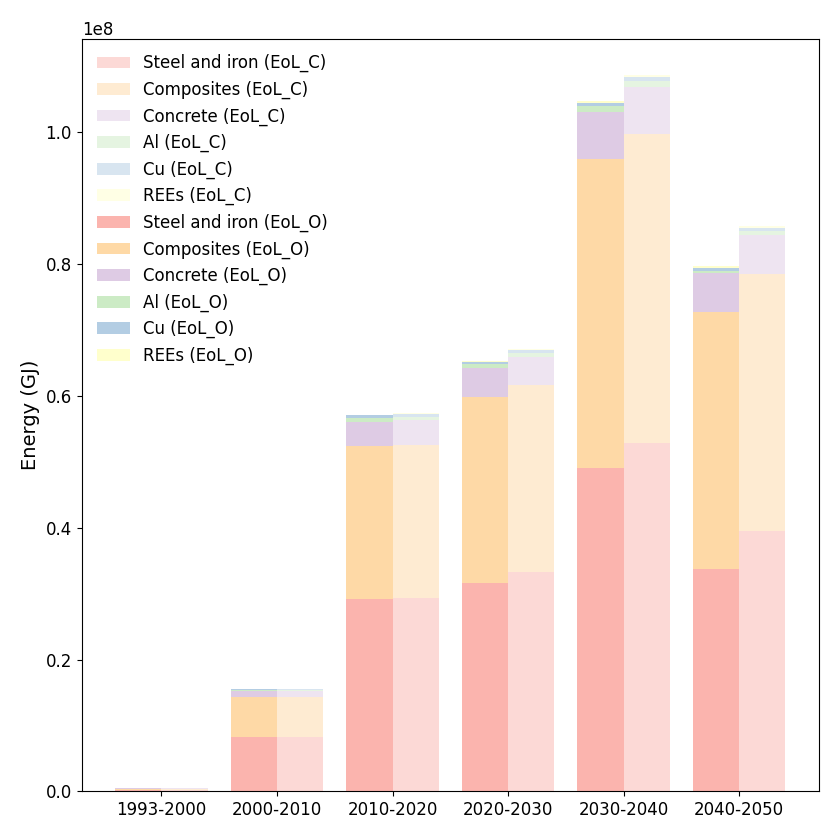 1e8
Steel and iron (EoL_C)
Composites (EoL_C)
Concrete (EoL_C)
Al (EoL_C)
Cu (EoL_C)
REEs (EoL_C)
Steel and iron (EoL_O)
Composites (EoL_O)
Concrete (EoL_O)
Al (EoL_O)
Cu (EoL_O)
REEs (EoL_O)
Energy (GJ)
1.0
0.8
0.6
0.4
0.2
0.0
1993-2000 2000-2010 2010-2020 2020-2030 2030-2040 2040-2050